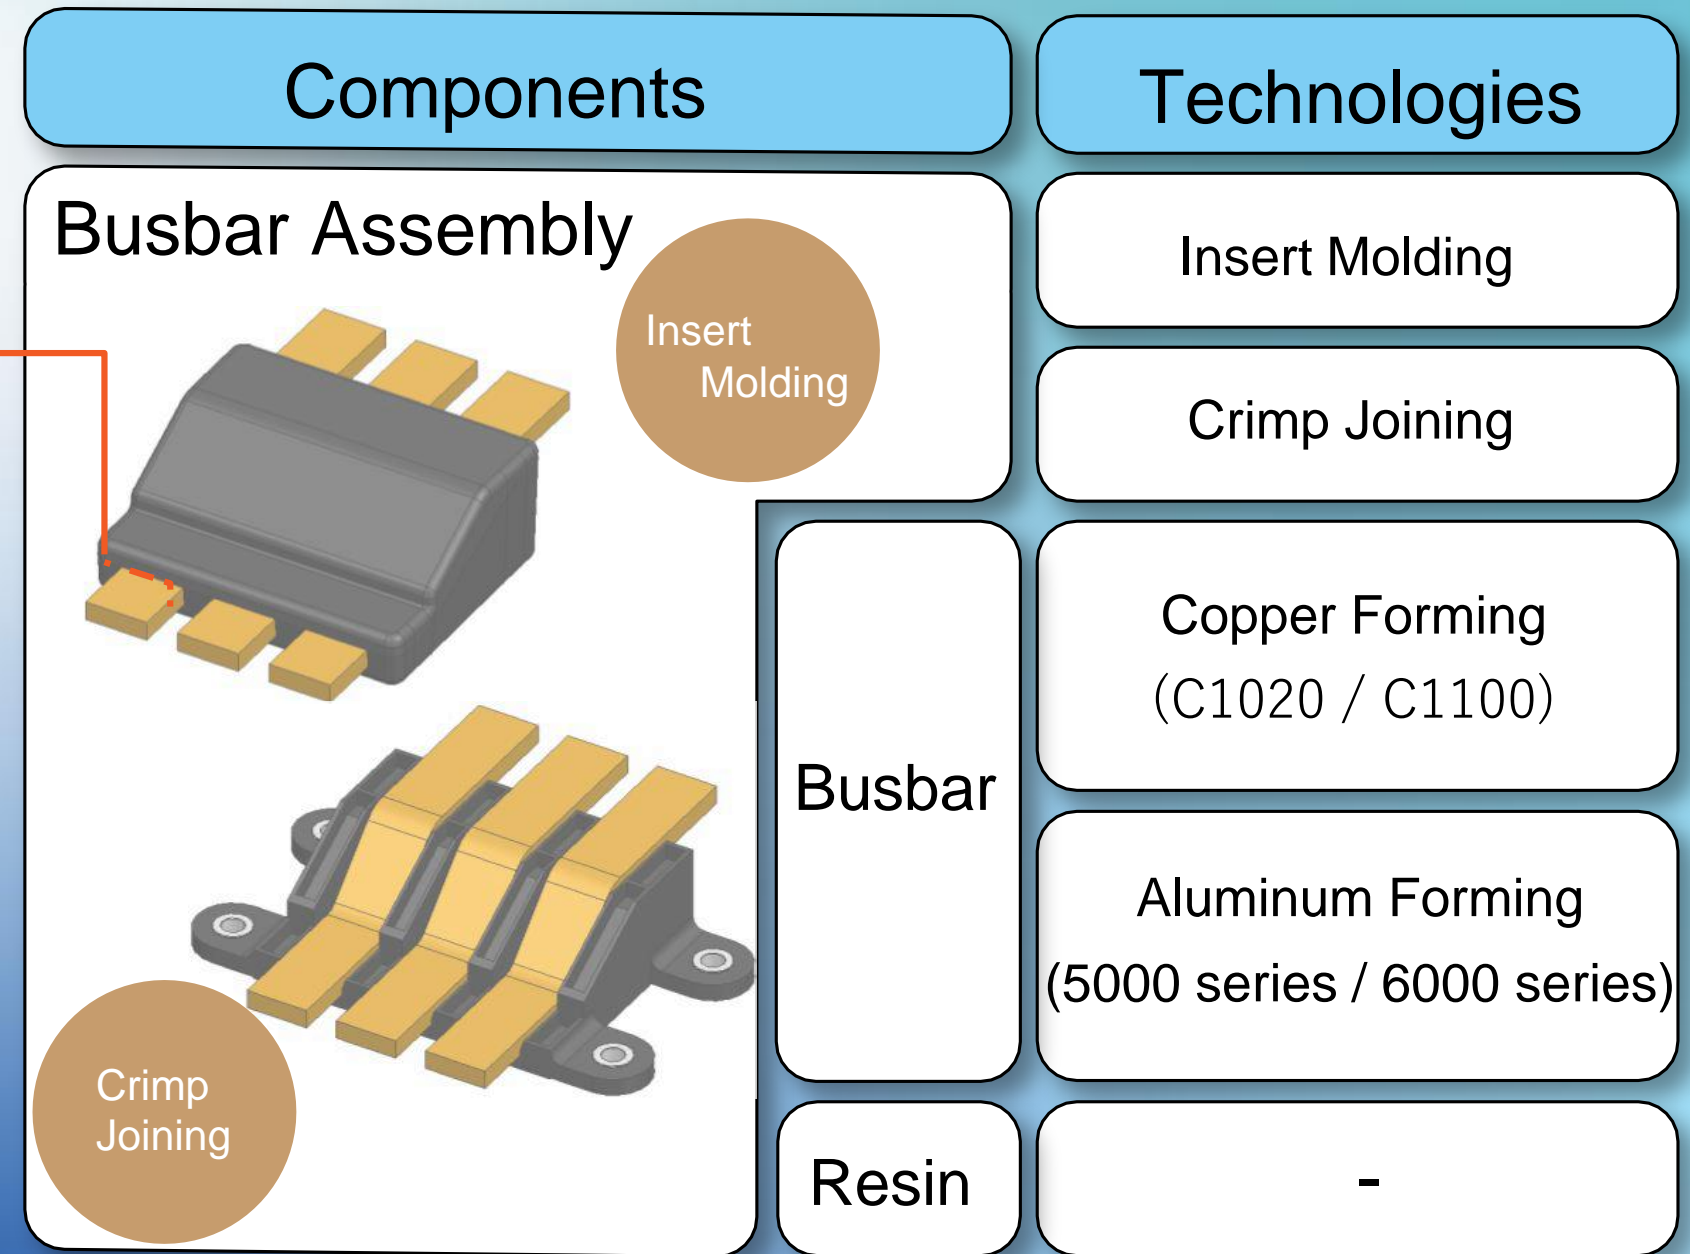 Components
Technologies
Busbar Assembly
Insert
Molding
Crimp
Joining
Insert Molding
Crimp Joining
Busbar
Copper Forming
（C1020 / C1100）
Aluminum Forming
(5000 series / 6000 series)
Resin
-